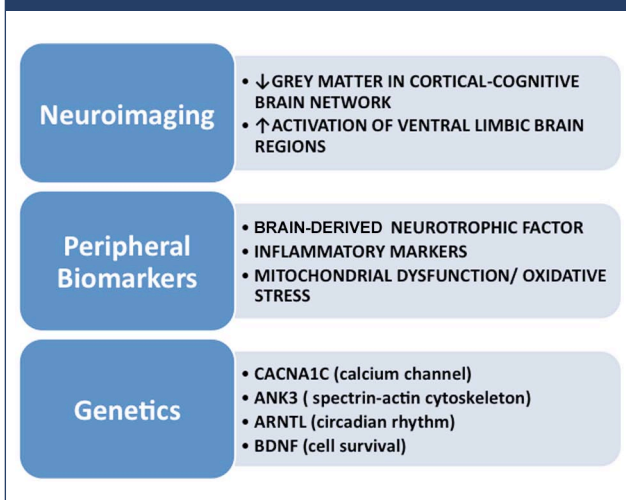 Neuroimaging
• ↓GREY MATTER IN CORTICAL-COGNITIVE
BRAIN NETWORK
• ↑ACTIVATION OF VENTRAL LIMBIC BRAIN
REGIONS
Peripheral
Biomarkers
• BRAIN-DERIVED NEUROTROPHIC FACTOR
• INFLAMMATORY MARKERS
• MITOCHONDRIAL DYSFUNCTION/ OXIDATIVE
STRESS
Genetics
• CACNA1C (calcium channel)
• ANK3 ( spectrin-actin cytoskeleton)
• ARNTL (circadian rhythm)
• BDNF (cell survival)